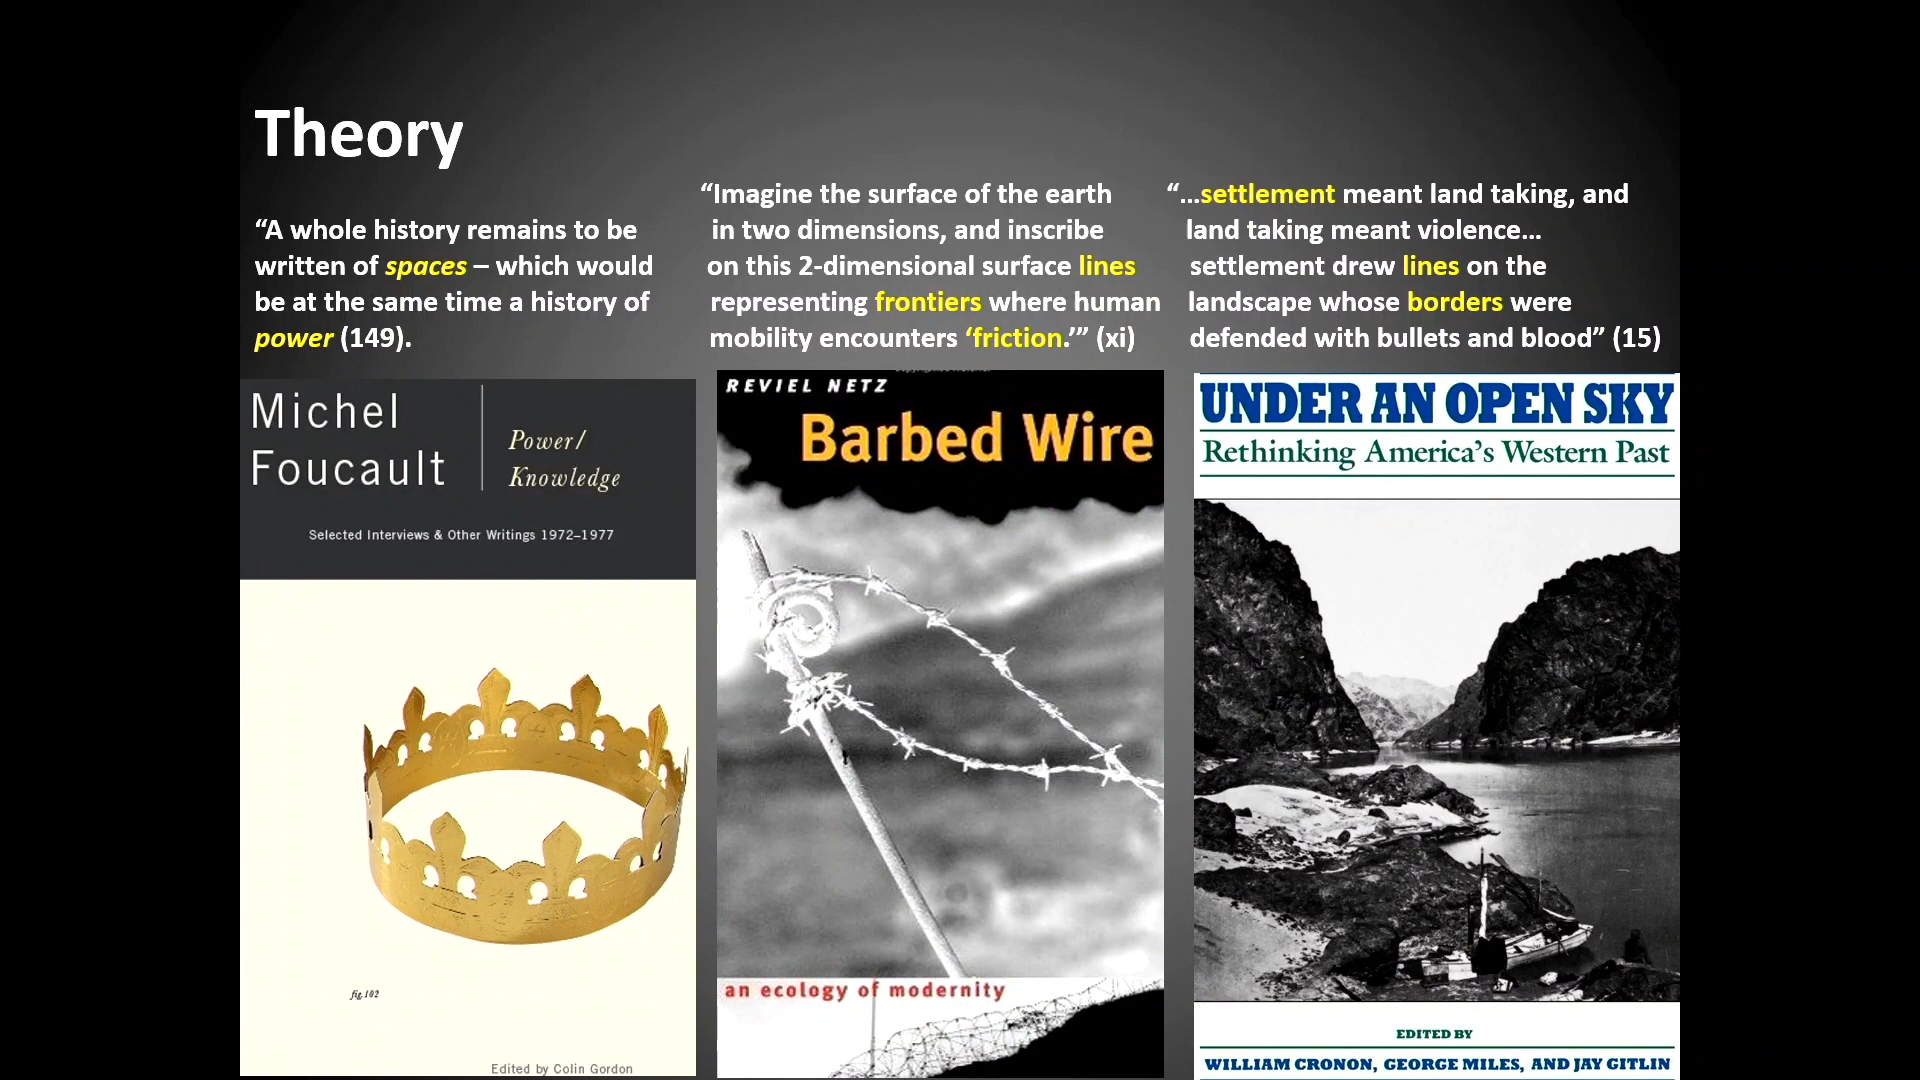 Theory
“A whole history remains to be
written of spaces – which would
be at the same time a history of
power (149).
“Imagine the surface of the earth
in two dimensions, and inscribe
on this 2-dimensional surface lines
representing frontiers where human
mobility encounters ‘friction.’” (xi)
“…settlement meant land taking, and
land taking meant violence…
settlement drew lines on the
landscape whose borders were
defended with bullets and blood” (15)
Michel
Foucault
Power/
Knowledge
Selected Interviews & Other Writings 1972–1977
fig.102
Edited by Colin Gordon
REVIEL NETZ
Barbed Wire
an ecology of modernity
UNDER AN OPEN SKY
Rethinking America's Western Past
EDITED BY
WILLIAM CRONON, GEORGE MILES, AND JAY GITLIN